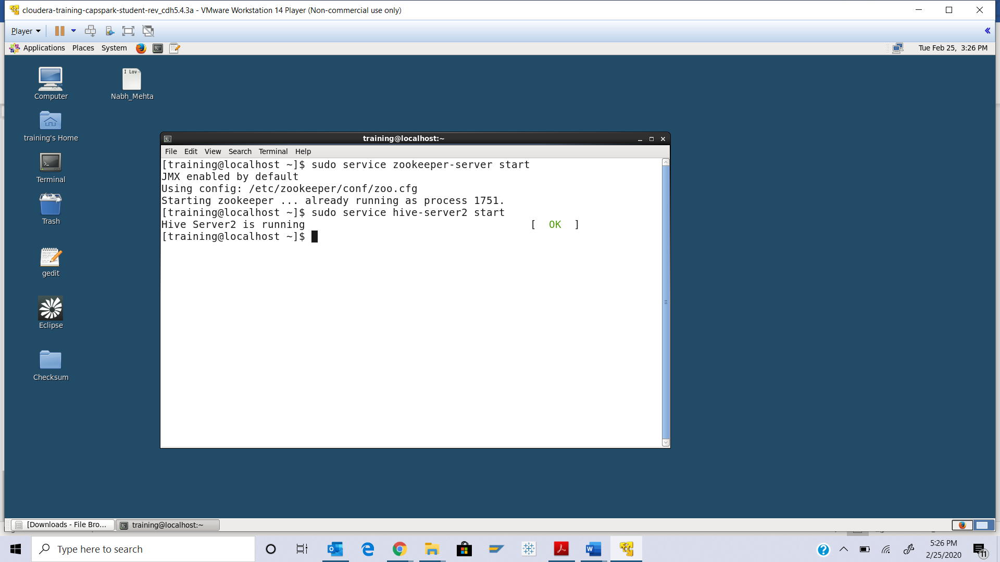 cloudera-training-capspark-student-rev_cdh5.4.3a - VMware Workstation 14 Player (Non-commercial use only)
Player
Applications Places System Tue Feb 25, 3:26 PM
I Lov
Computer
Nabh_Mehta
training's Home
Terminal
Trash
gedit
Eclipse
Checksum
training@localhost:~
File Edit View Search Terminal Help
[training@localhost ~]$ sudo service zookeeper-server start
JMX enabled by default
Using config: /etc/zookeeper/conf/zoo.cfg
Starting zookeeper ... already running as process 1751.
[training@localhost ~]$ sudo service hive-server2 start
Hive Server2 is running [ OK ]
[training@localhost ~]$
[Downloads - File Bro...
training@localhost:~
Type here to search
5:26 PM
2/25/2020
11